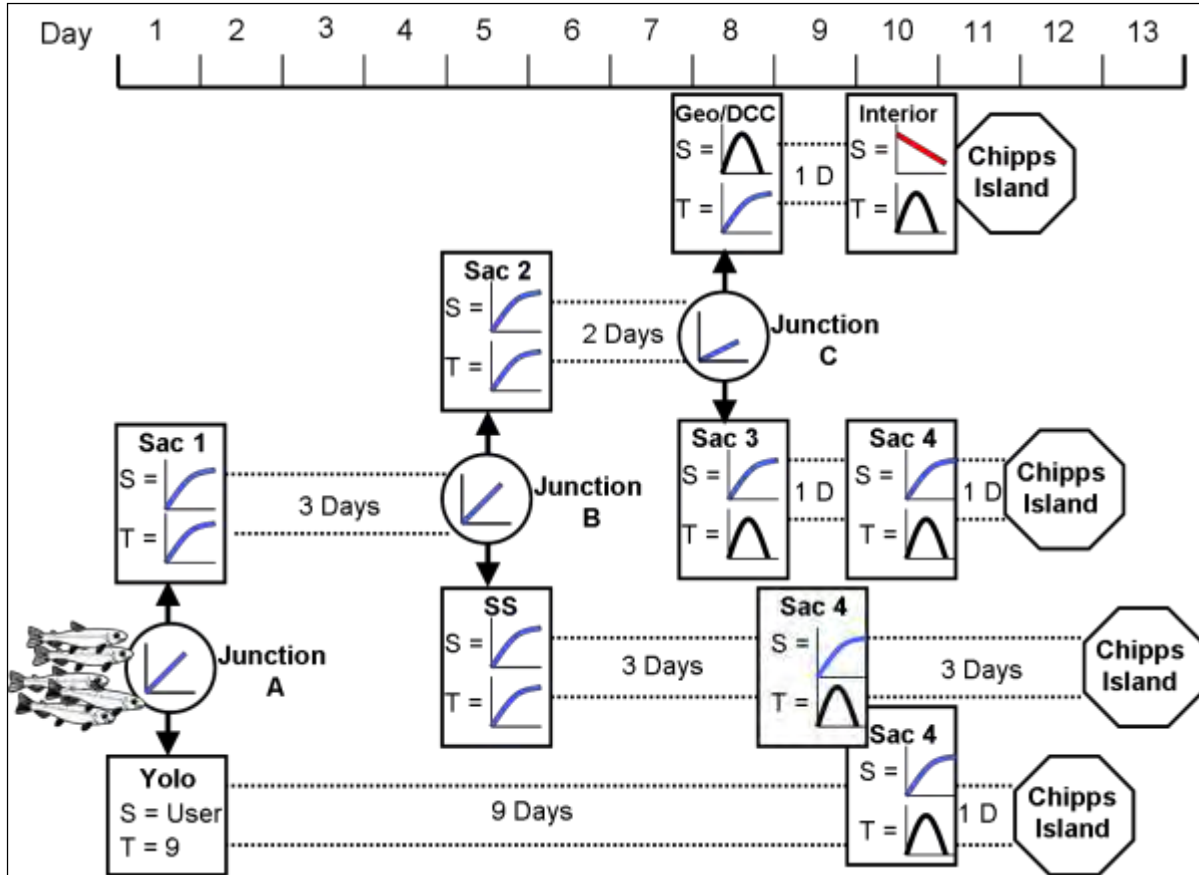 Day 1 2 3 4 5 6 7 8 9 10 11 12 13
Geo/DCC
S =
T =
1 D
Interior
S =
T =
Chipps
Island
Sac 2
S =
T =
2 Days
Junction
C
Sac 1
S =
T =
3 Days
Junction
B
Sac 3
S =
T =
1 D
Sac 4
S =
T =
1 D
Chipps
Island
Junction
A
SS
S =
T =
3 Days
Sac 4
S =
T =
3 Days
Chipps
Island
Yolo
S = User
T = 9
9 Days
Sac 4
S =
T =
1 D
Chipps
Island